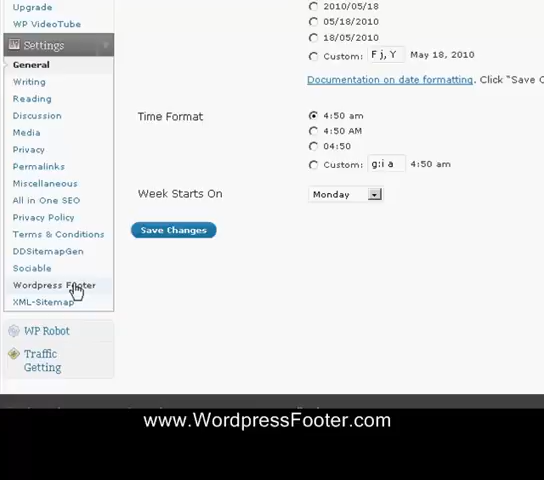 Upgrade
WP VideoTube
Settings
General
Writing
Reading
Discussion
Media
Privacy
Permalinks
Miscellaneous
All in One SEO
Privacy Policy
Terms & Conditions
DDSitemapGen
Sociable
Wordpress Footer
XML-Sitemap
WP Robot
Traffic
Getting
2010/05/18
05/18/2010
18/05/2010
Custom: F j, Y May 18, 2010
Documentation on date formatting. Click "Save C
Time Format
4:50 am
4:50 AM
04:50
Custom: g:i a 4:50 am
Week Starts On Monday
Save Changes
www.WordpressFooter.com